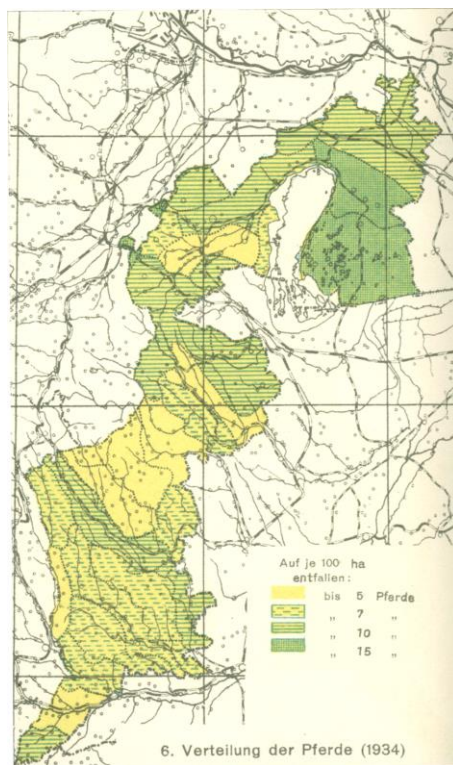 Auf je 100 ha
entfallen:
bis 5 Pferde
„ 7 „
„ 10 „
„ 15 „
6. Verteilung der Pferde (1934)